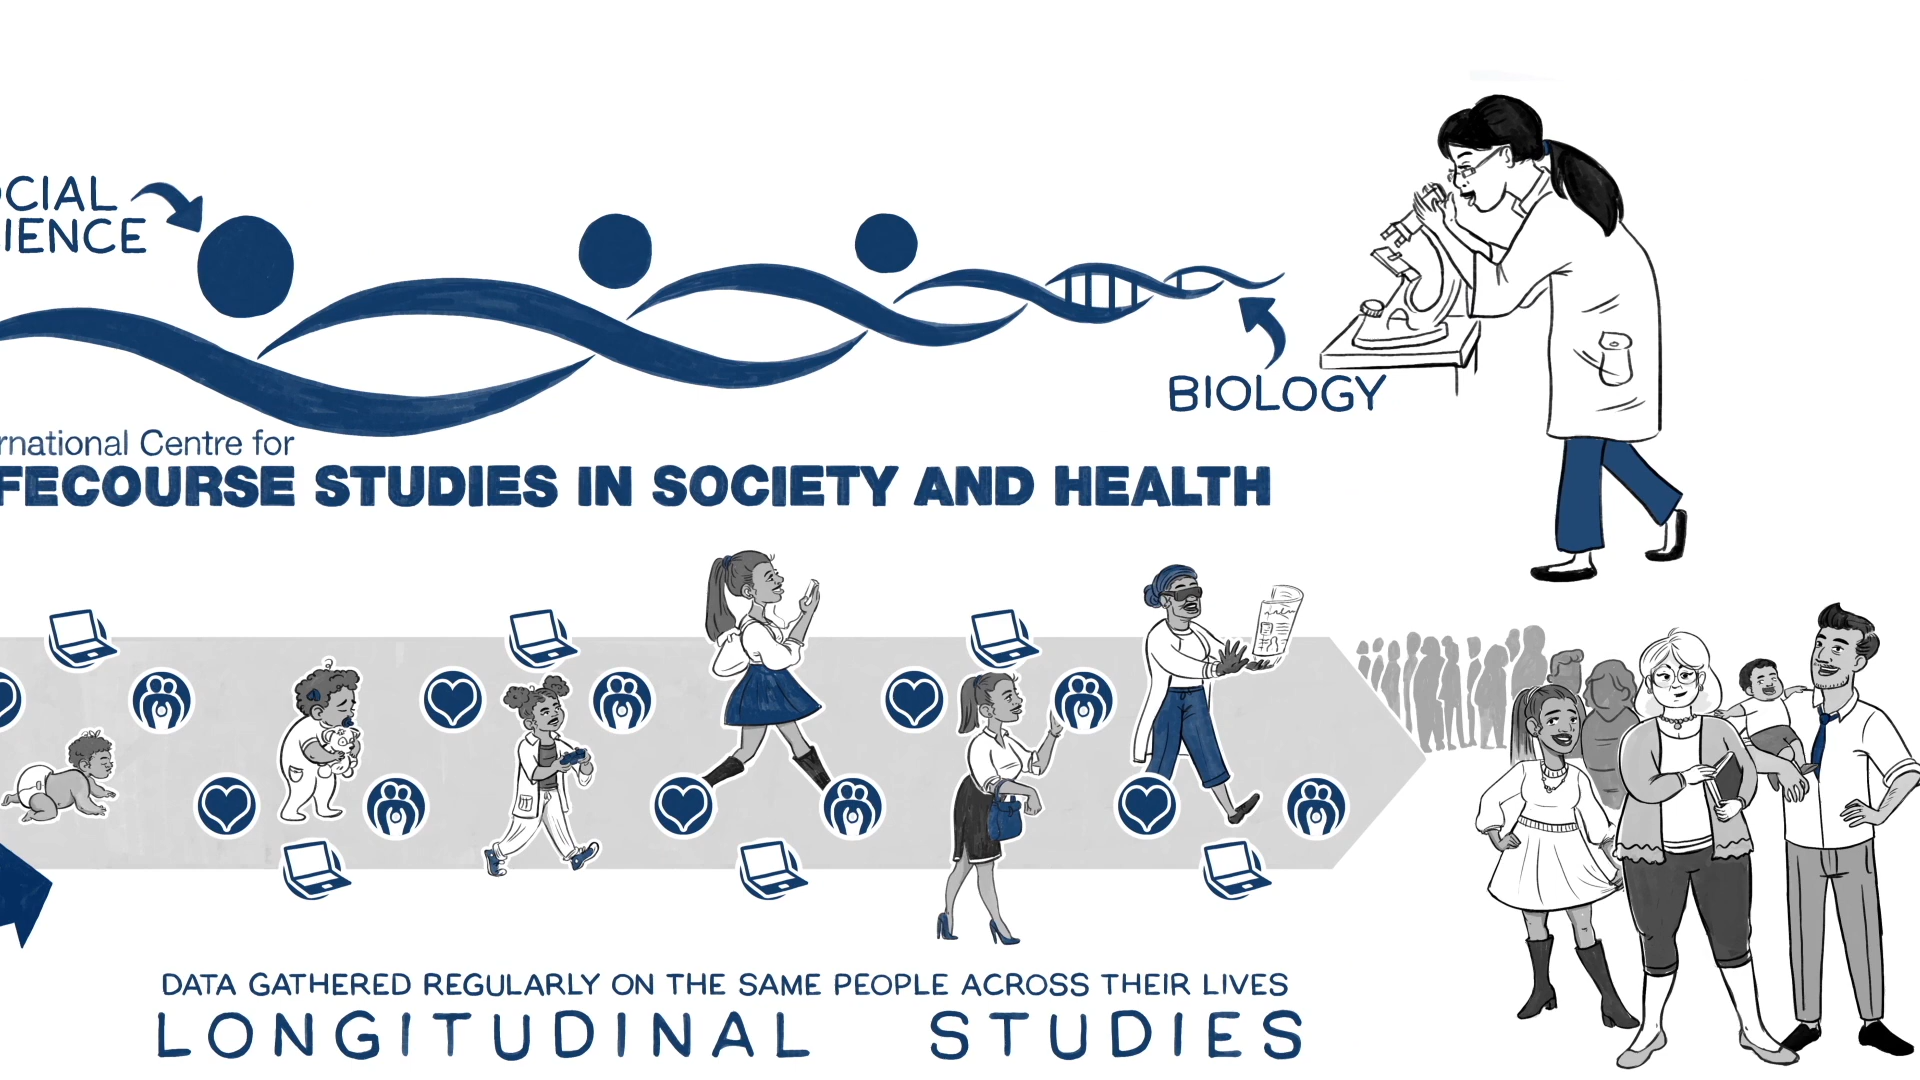 OCIAL
IENCE
BIOLOGY
rnational Centre for
FECOURSE STUDIES IN SOCIETY AND HEALTH
DATA GATHERED REGULARLY ON THE SAME PEOPLE ACROSS THEIR LIVES
LONGITUDINAL STUDIES